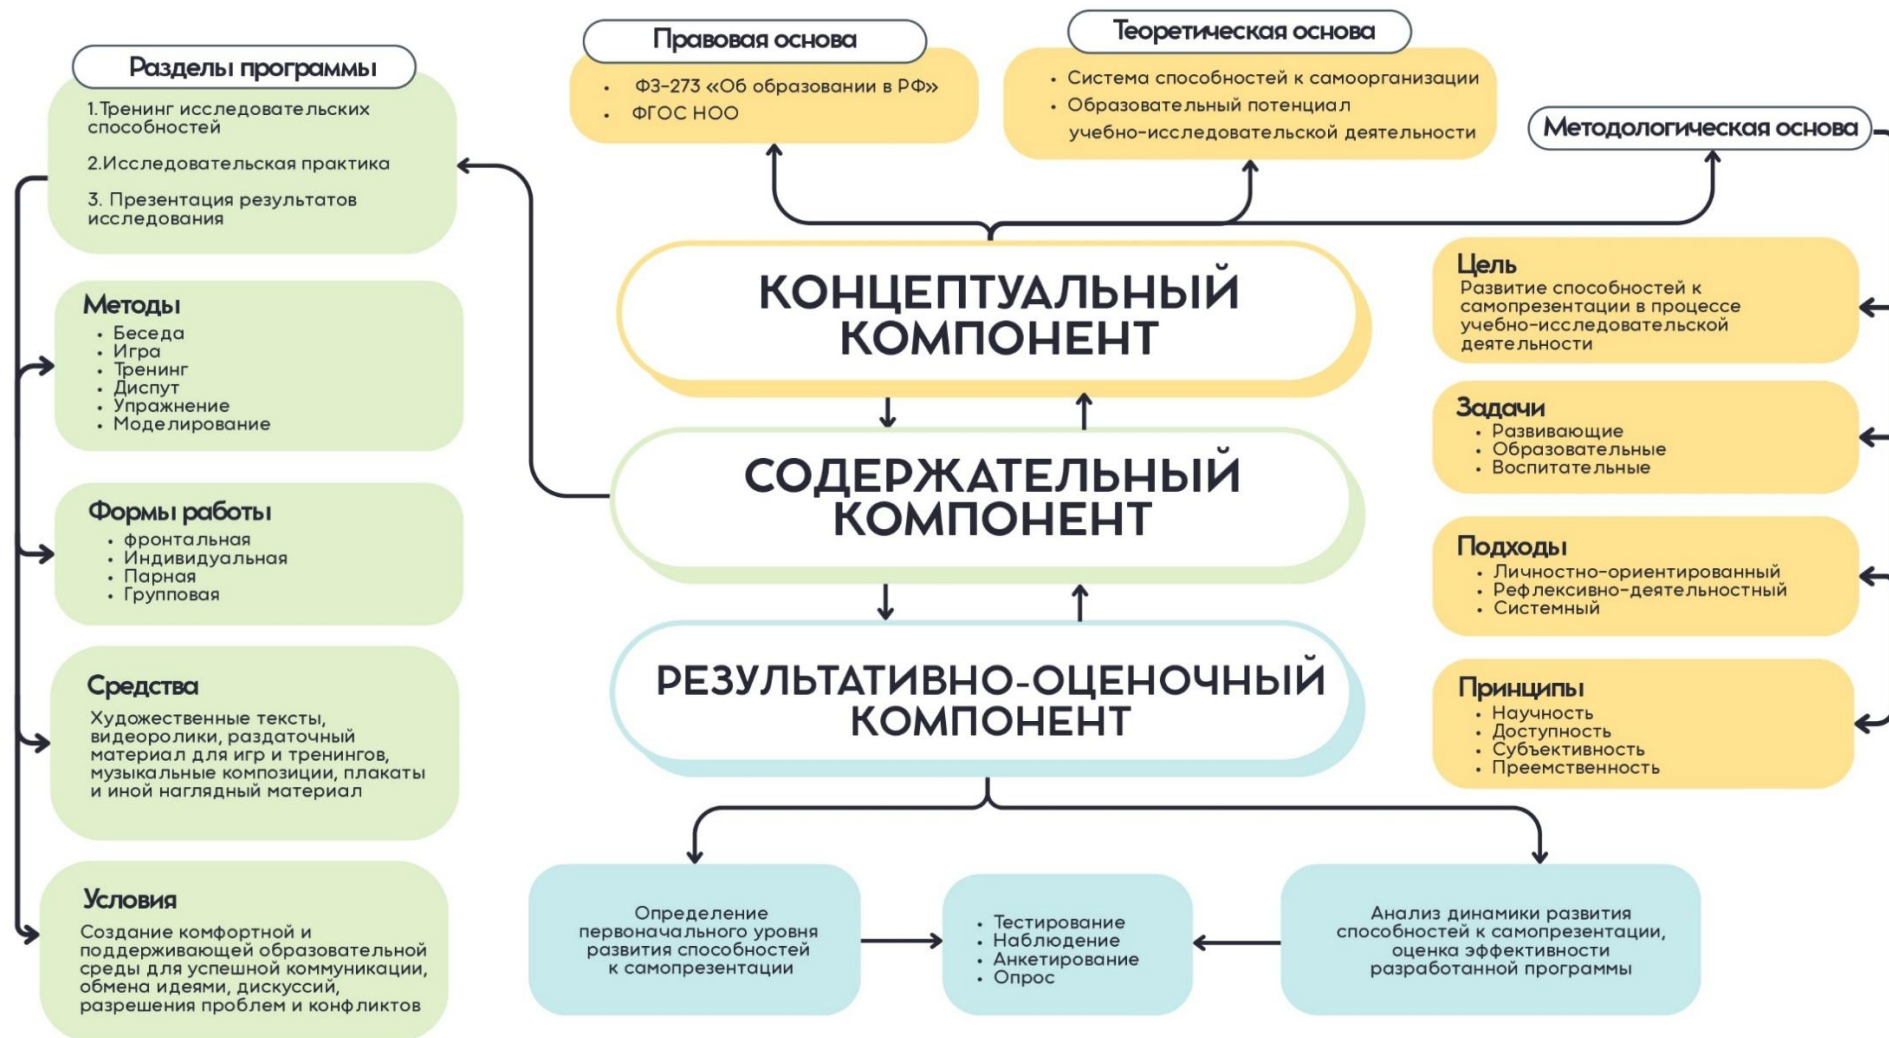 Разделы программы
1.Тренинг исследовательских
способностей
2.Исследовательская практика
3. Презентация результатов
исследования
Методы
• Беседа
• Игра
• Тренинг
• Диспут
• Упражнение
• Моделирование
Формы работы
• фронтальная
• Индивидуальная
• Парная
• Групповая
Средства
Художественные тексты,
видеоролики, раздаточный
материал для игр и тренингов,
музыкальные композиции, плакаты
и иной наглядный материал
Условия
Создание комфортной и
поддерживающей образовательной
среды для успешной коммуникации,
обмена идеями, дискуссий,
разрешения проблем и конфликтов
Правовая основа
• ФЗ-273 «Об образовании в РФ»
• ФГОС НОО
Теоретическая основа
• Система способностей к самоорганизации
• Образовательный потенциал
учебно-исследовательской деятельности
Методологическая основа
КОНЦЕПТУАЛЬНЫЙ
КОМПОНЕНТ
СОДЕРЖАТЕЛЬНЫЙ
КОМПОНЕНТ
РЕЗУЛЬТАТИВНО-ОЦЕНОЧНЫЙ
КОМПОНЕНТ
Цель
Развитие способностей к
самопрезентации в процессе
учебно-исследовательской
деятельности
Задачи
• Развивающие
• Образовательные
• Воспитательные
Подходы
• Личностно-ориентированный
• Рефлексивно-деятельностный
• Системный
Принципы
• Научность
• Доступность
• Субъективность
• Преемственность
Определение
первоначального уровня
развития способностей
к самопрезентации
• Тестирование
• Наблюдение
• Анкетирование
• Опрос
Анализ динамики развития
способностей к самопрезентации,
оценка эффективности
разработанной программы